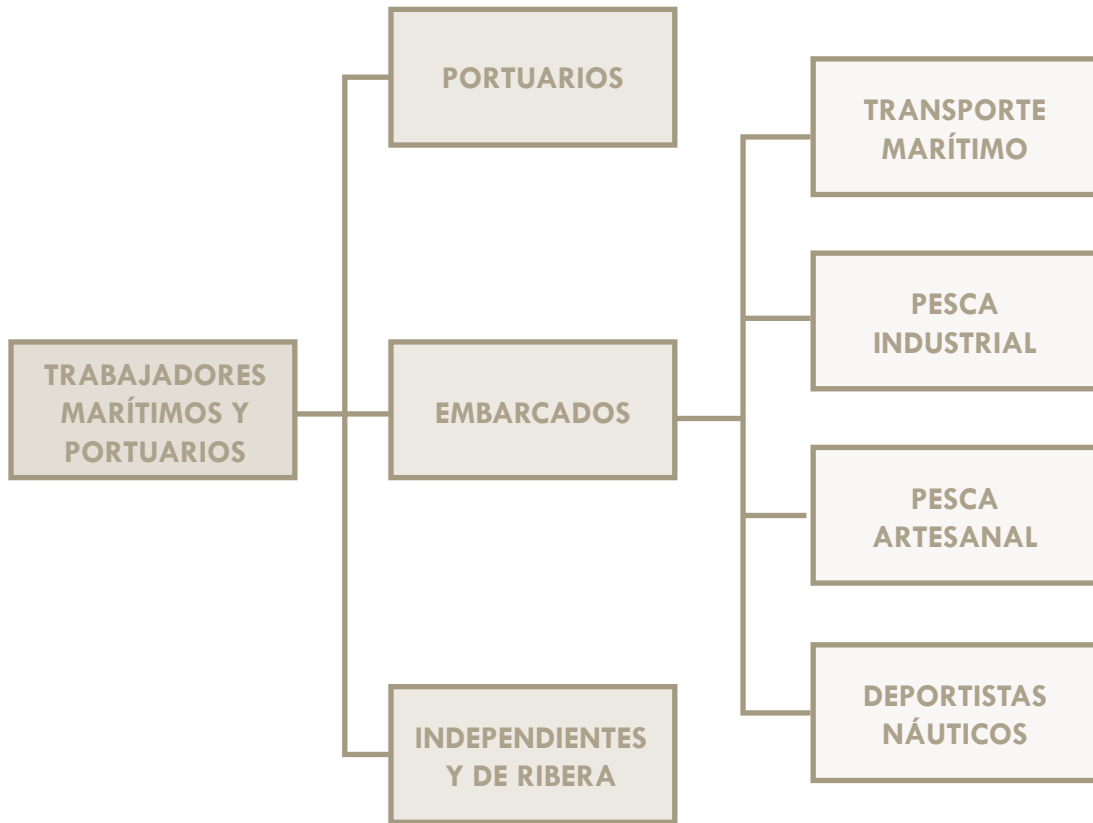 TRABAJADORES
MARÍTIMOS Y
PORTUARIOS
PORTUARIOS
EMBARCADOS
INDEPENDIENTES
Y DE RIBERA
TRANSPORTE
MARÍTIMO
PESCA
INDUSTRIAL
PESCA
ARTESANAL
DEPORTISTAS
NÁUTICOS